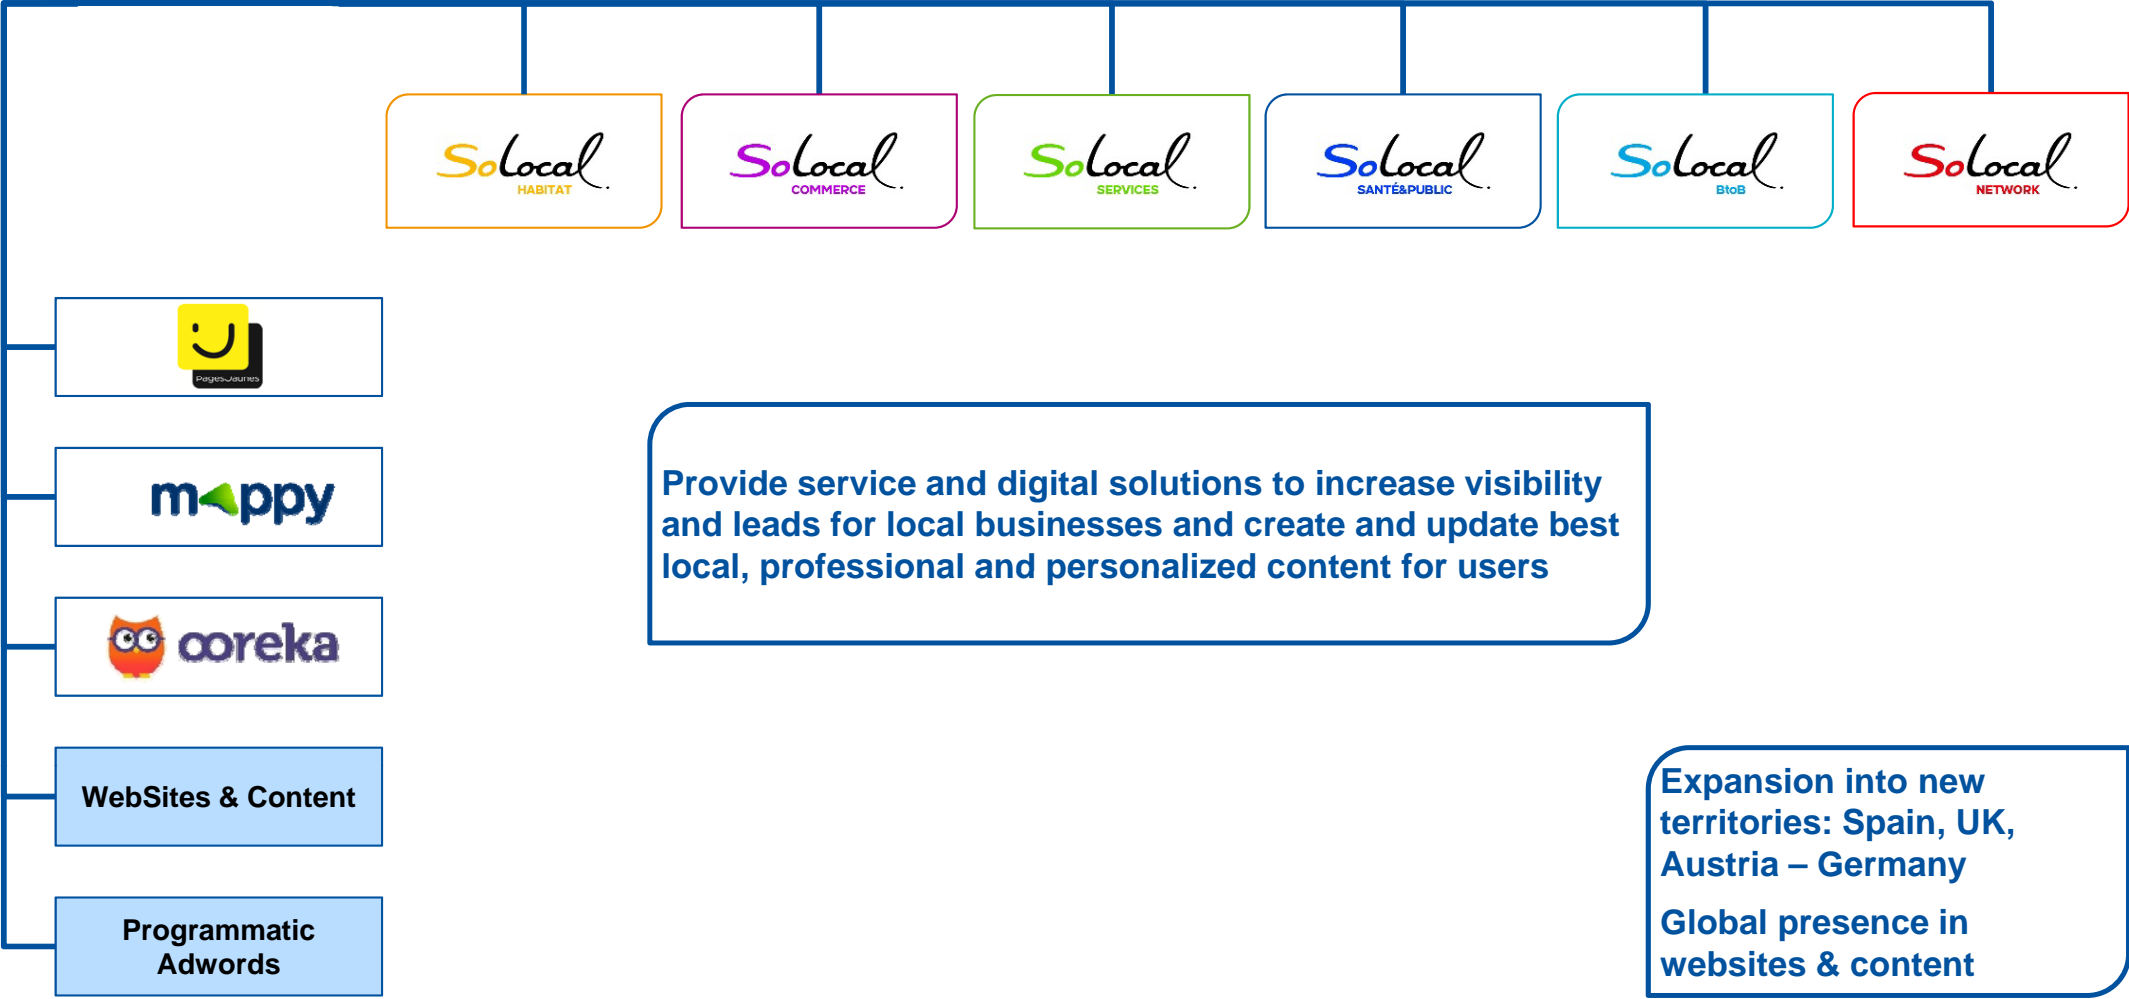 SoLocal
HABITAT
SoLocal
COMMERCE
SoLocal
SERVICES
SoLocal
SANTÉ&PUBLIC
SoLocal
BtoB
SoLocal
NETWORK
PagesJaunes
mappy
Provide service and digital solutions to increase visibility
and leads for local businesses and create and update best
local, professional and personalized content for users
ooreka
WebSites & Content
Programmatic
Adwords
Expansion into new
territories: Spain, UK,
Austria – Germany
Global presence in
websites & content